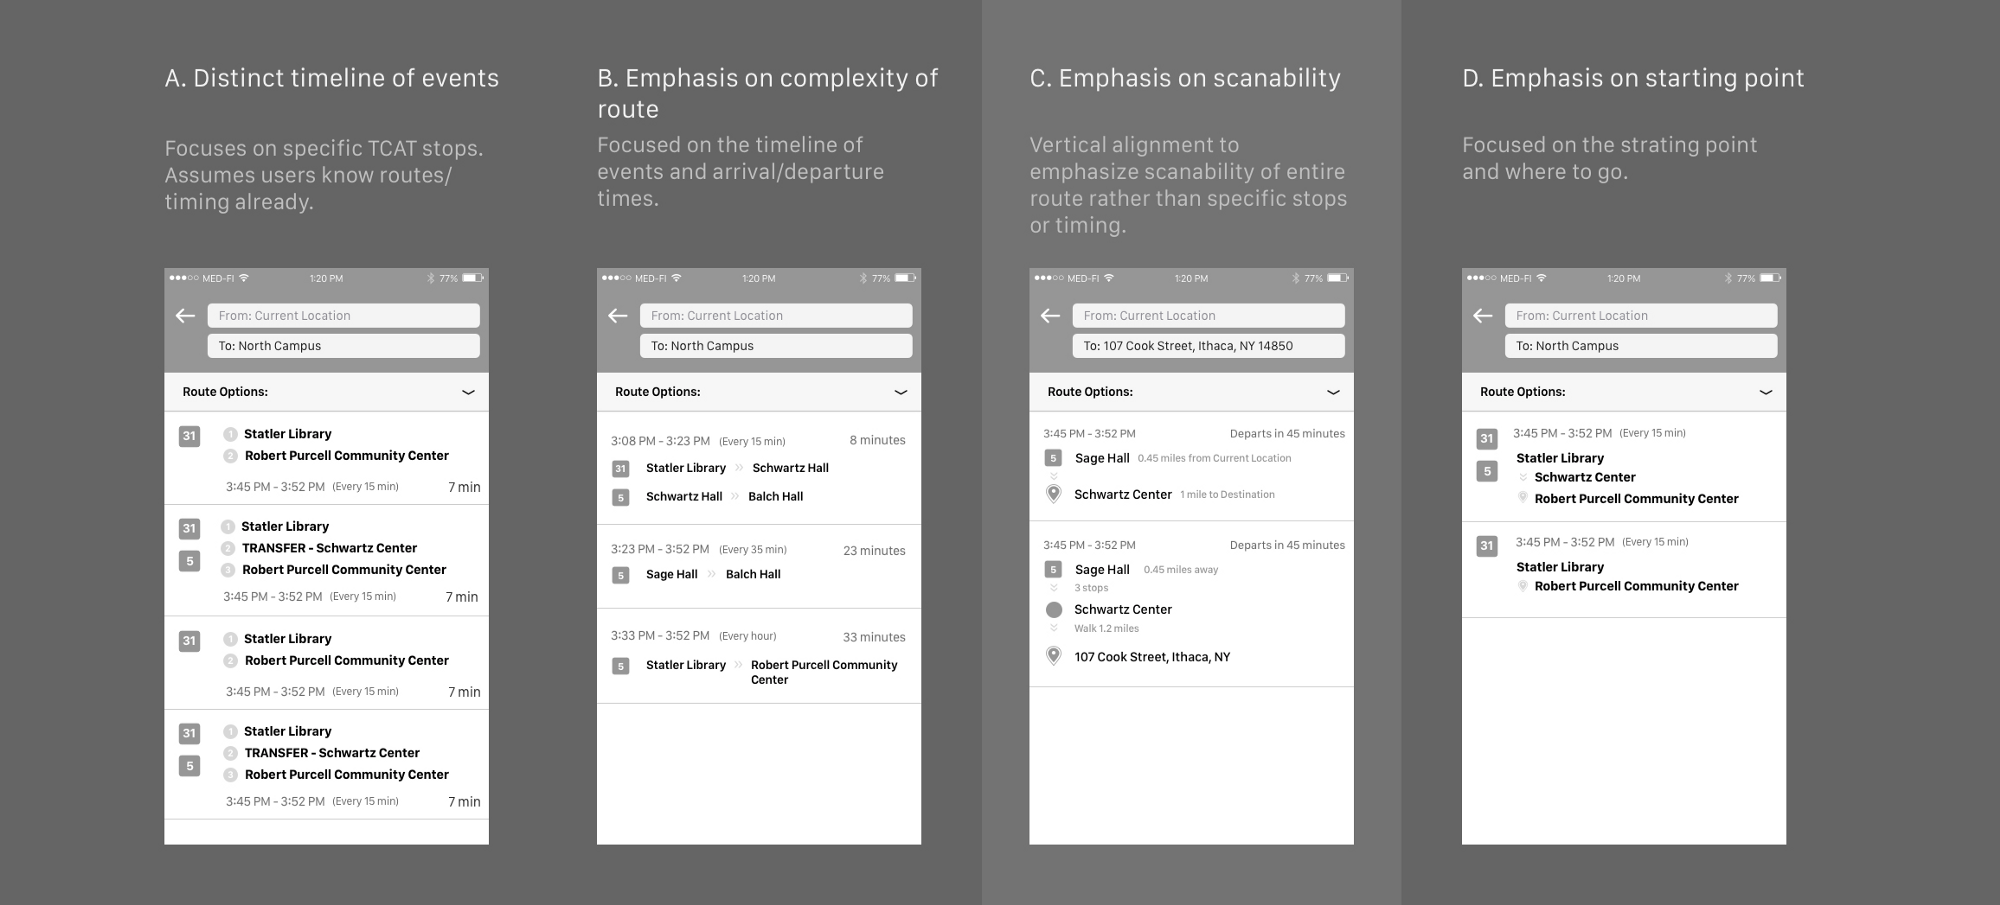 A. Distinct timeline of events
Focuses on specific TCAT stops.
Assumes users know routes/
timing already.
MED-FI 1:20 PM 77%
From: Current Location
To: North Campus
Route Options:
31 1 Statler Library
2 Robert Purcell Community Center
3:45 PM - 3:52 PM (Every 15 min) 7 min
31 1 Statler Library
2 TRANSFER - Schwartz Center
5 3 Robert Purcell Community Center
3:45 PM - 3:52 PM (Every 15 min) 7 min
31 1 Statler Library
2 Robert Purcell Community Center
3:45 PM - 3:52 PM (Every 15 min) 7 min
31 1 Statler Library
2 TRANSFER - Schwartz Center
5 3 Robert Purcell Community Center
3:45 PM - 3:52 PM (Every 15 min) 7 min
B. Emphasis on complexity of
route
Focused on the timeline of
events and arrival/departure
times.
MED-FI 1:20 PM 77%
From: Current Location
To: North Campus
Route Options:
3:08 PM - 3:23 PM (Every 15 min) 8 minutes
31 Statler Library » Schwartz Hall
5 Schwartz Hall » Balch Hall
3:23 PM - 3:52 PM (Every 35 min) 23 minutes
5 Sage Hall » Balch Hall
3:33 PM - 3:52 PM (Every hour) 33 minutes
5 Statler Library » Robert Purcell Community
Center
C. Emphasis on scanability
Vertical alignment to
emphasize scanability of entire
route rather than specific stops
or timing.
MED-FI 1:20 PM 77%
From: Current Location
To: 107 Cook Street, Ithaca, NY 14850
Route Options:
3:45 PM - 3:52 PM Departs in 45 minutes
5 Sage Hall 0.45 miles from Current Location
Schwartz Center 1 mile to Destination
3:45 PM - 3:52 PM Departs in 45 minutes
5 Sage Hall 0.45 miles away
3 stops
Schwartz Center
Walk 1.2 miles
107 Cook Street, Ithaca, NY
D. Emphasis on starting point
Focused on the strating point
and where to go.
MED-FI 1:20 PM 77%
From: Current Location
To: North Campus
Route Options:
31 3:45 PM - 3:52 PM (Every 15 min)
Statler Library
5 Schwartz Center
Robert Purcell Community Center
31 3:45 PM - 3:52 PM (Every 15 min)
Statler Library
Robert Purcell Community Center